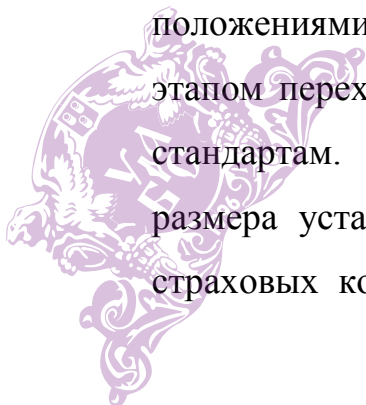 положениями
этапом перех
стандартам.
размера уста
страховых ко